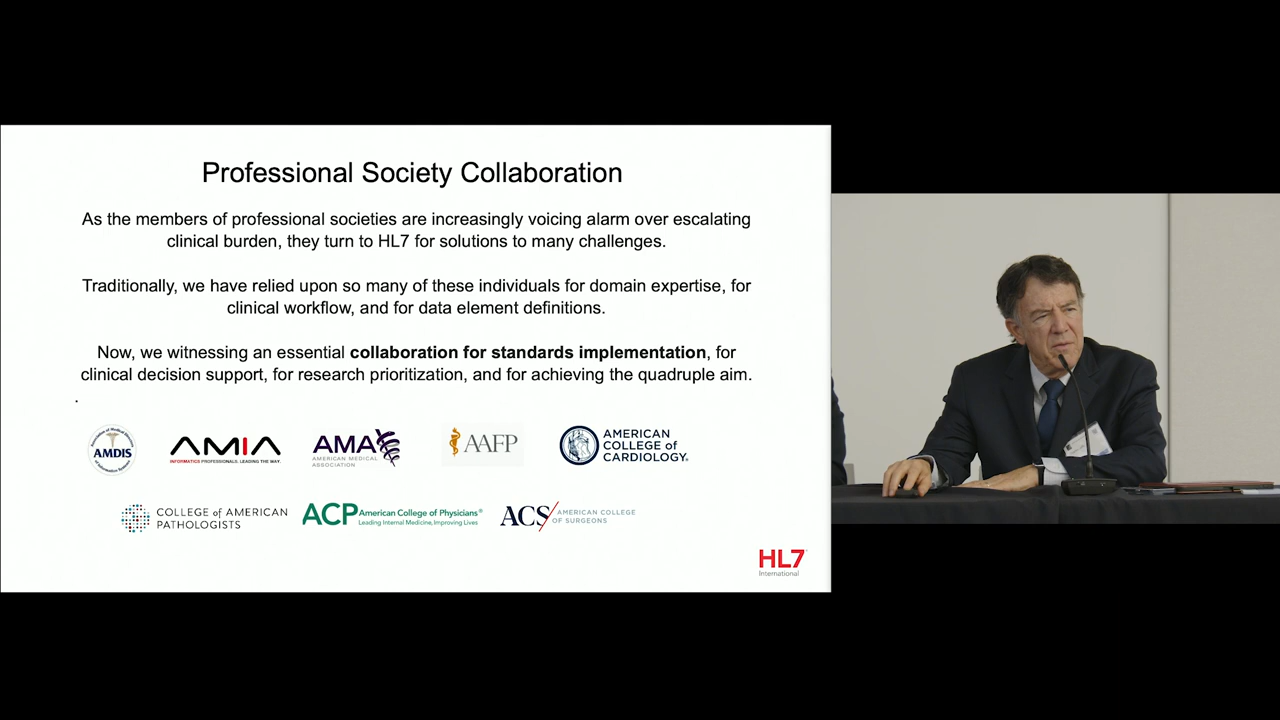 Professional Society Collaboration
As the members of professional societies are increasingly voicing alarm over escalating
clinical burden, they turn to HL7 for solutions to many challenges.
Traditionally, we have relied upon so many of these individuals for domain expertise, for
clinical workflow, and for data element definitions.
Now, we witnessing an essential collaboration for standards implementation, for
clinical decision support, for research prioritization, and for achieving the quadruple aim.
.
AMDIS
AMIA
INFORMATICS PROFESSIONALS. LEADING THE WAY.
AMA
AMERICAN MEDICAL
ASSOCIATION
AAFP
AMERICAN
COLLEGE of
CARDIOLOGY®
COLLEGE of AMERICAN
PATHOLOGISTS
ACP American College of Physicians®
Leading Internal Medicine, Improving Lives
ACS AMERICAN COLLEGE
OF SURGEONS
HL7
International